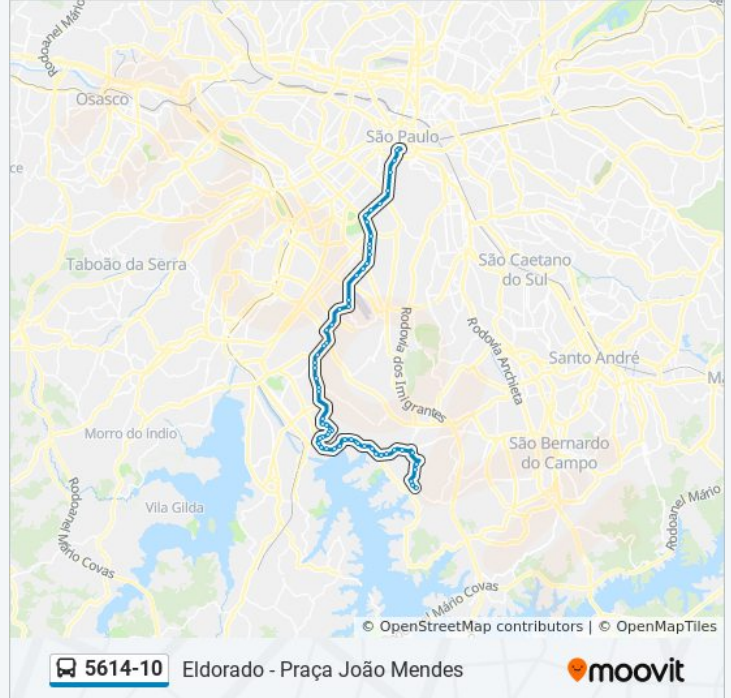 Rodoanel Mário
Osasco
São Paulo
ce
Taboão da Serra
São Caetano
do Sul
Rodovia dos Imigrantes
Rodovia Anchieta
Santo André
Morro do Índio
São Bernardo
do Campo
Rodoanel Mário Covas
Vila Gilda
Rodoanel Mário
Mário Covas
© OpenStreetMap contributors | © OpenMapTiles
5614-10 Eldorado - Praça João Mendes
moovit